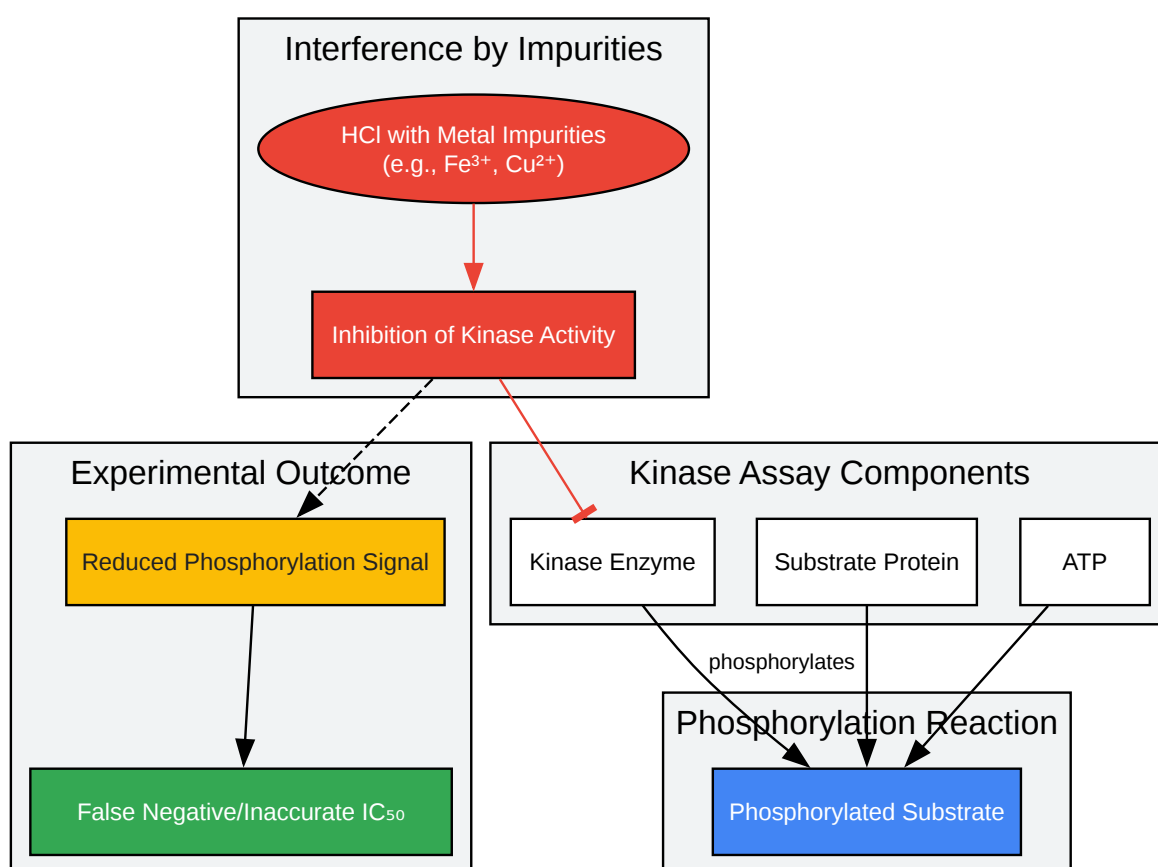 Interference by Impurities
HCl with Metal Impurities
(e.g., Fe³⁺, Cu²⁺)
Inhibition of Kinase Activity
Experimental Outcome
Reduced Phosphorylation Signal
False Negative/Inaccurate IC₅₀
Kinase Assay Components
Kinase Enzyme
Substrate Protein
ATP
phosphorylates
Phosphorylation Reaction
Phosphorylated Substrate